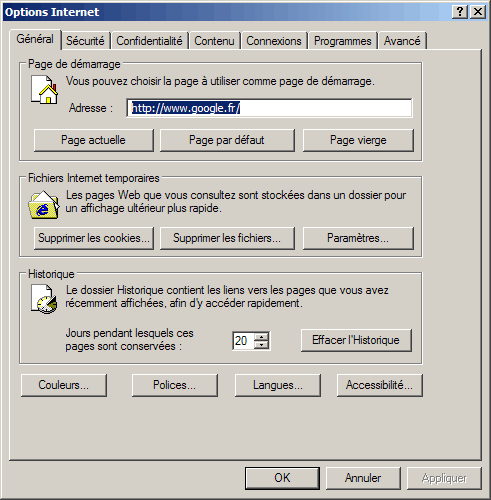 Options Internet
Général Sécurité Confidentialité Contenu Connexions Programmes Avancé
Page de démarrage
Vous pouvez choisir la page à utiliser comme page de démarrage.
Adresse : http://www.google.fr/
Page actuelle Page par défaut Page vierge
Fichiers Internet temporaires
Les pages Web que vous consultez sont stockées dans un dossier pour
un affichage ultérieur plus rapide.
Supprimer les cookies... Supprimer les fichiers... Paramètres...
Historique
Le dossier Historique contient les liens vers les pages que vous avez
récemment affichées, afin d'y accéder rapidement.
Jours pendant lesquels ces
pages sont conservées : 20 Effacer l'Historique
Couleurs... Polices... Langues... Accessibilité...
OK Annuler Appliquer